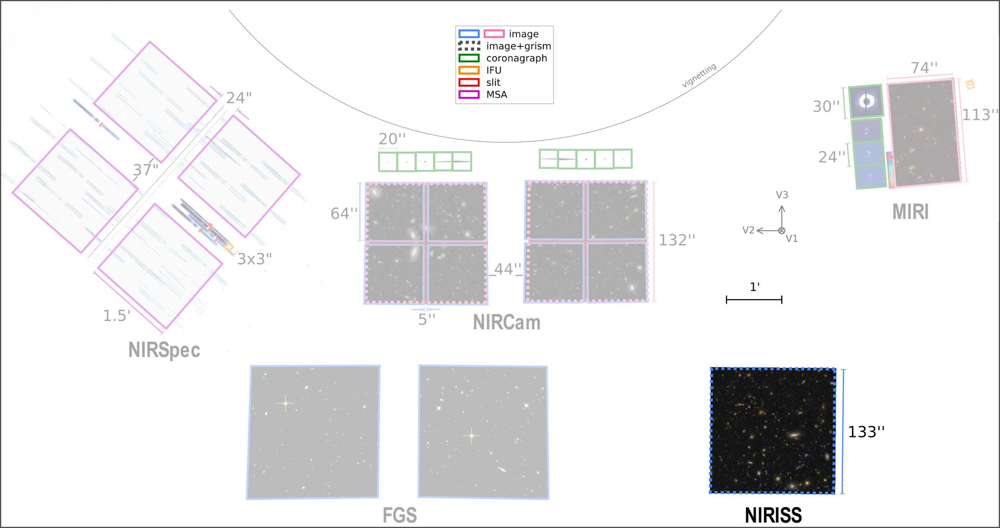 image
image+grism
coronagraph
IFU
slit
MSA
vignetting
74''
30''
113''
24''
MIRI
24"
37"
3x3"
1.5'
NIRSpec
20''
64''
132''
_44''_
5''
NIRCam
V3
V2
V1
1'
FGS
133''
NIRISS